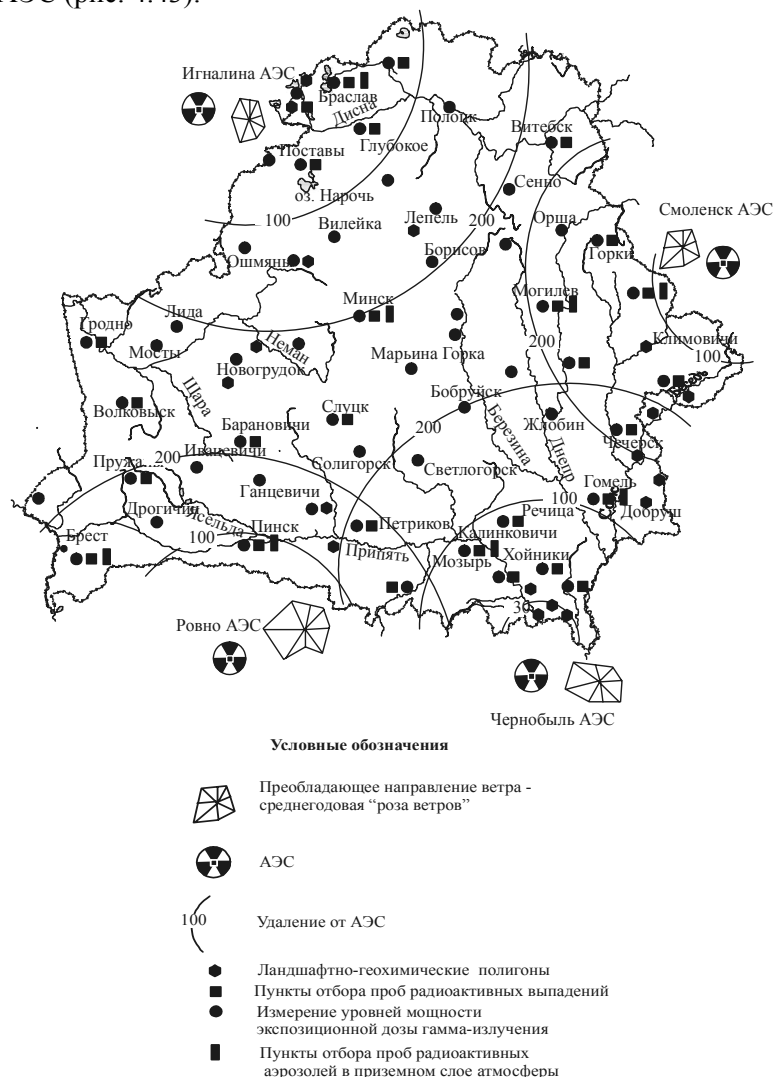 АЭС (рис. 4.45).
Игналина АЭС
Браслав
Дисна
Полоцк
Витебск
Глубокое
Поставы
Сенно
оз. Нарочь
100
Вилейка
Лепель
200
Орша
Смоленск АЭС
Ошмяны
Борисов
Горки
Минск
Могилев
Лида
Гродно
Неман
200
Климовичи
Мосты
Новогрудок
Марьина Горка
100
Щара
Бобруйск
Волковыск
Слуцк
Березина
Жлобин
Барановичи
200
Днепр
Чечерск
Ивацевичи
Пружа
200
Солигорск
Светлогорск
Ганцевичи
100
Гомель
Дрогичин
Ясельда
Речица
Добруш
Брест
100
Пинск
Петриков
Калинковичи
Припять
Мозырь
Хойники
30
Ровно АЭС
Чернобыль АЭС
Условные обозначения
Преобладающее направление ветра -
среднегодовая “роза ветров”
АЭС
100
Удаление от АЭС
Ландшафтно-геохимические полигоны
Пункты отбора проб радиоактивных выпадений
Измерение уровней мощности
экспозиционной дозы гамма-излучения
Пункты отбора проб радиоактивных
аэрозолей в приземном слое атмосферы